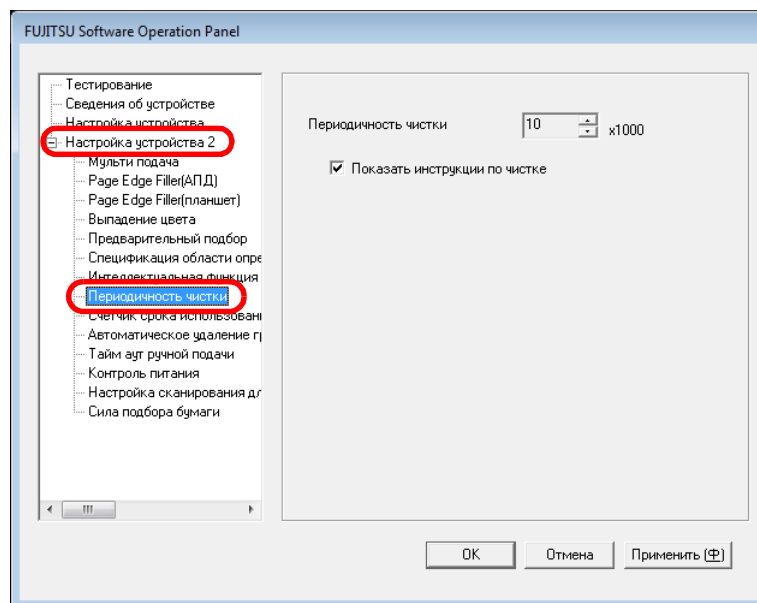 FUJITSU Software Operation Panel
Тестирование
Сведения об устройстве
Настройка устройства
Настройка устройства 2
Мульти подача
Page Edge Filler(АПД)
Page Edge Filler(планшет)
Выпадение цвета
Предварительный подбор
Спецификация области опре
Интеллектуальная функция
Периодичность чистки
Счетчик срока использовани
Автоматическое удаление гр
Тайм аут ручной подачи
Контроль питания
Настройка сканирования дл
Сила подбора бумаги
Периодичность чистки 10 x1000
Показать инструкции по чистке
OK Отмена Применить (Ф)